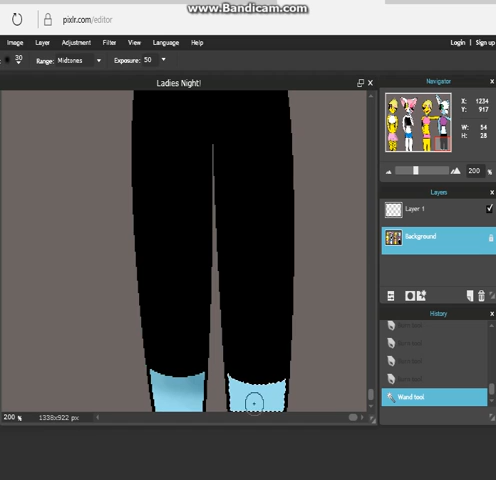 www.Bandicam.com
pixlr.com/editor
Image Layer Adjustment Filter View Language Help Login | Sign up
30 Range: Midtones Exposure: 50
Ladies Night!
Navigator
X: 1234
Y: 917
W: 54
H: 28
200 %
Layers
Layer 1
Background
History
Wand tool
200 % 1338x922 px